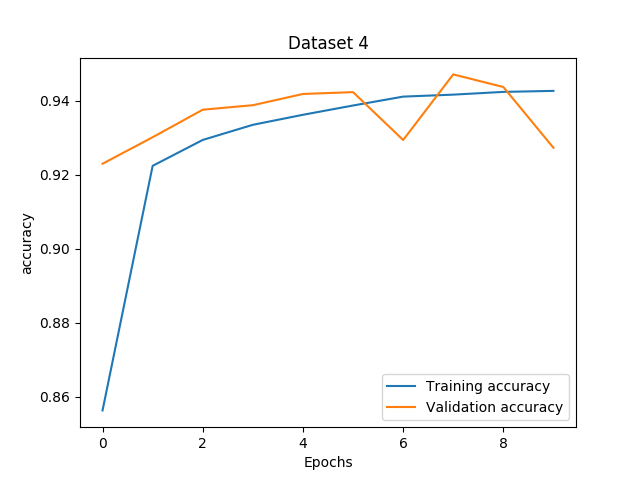 Dataset 4
accuracy
0.94
0.92
0.90
0.88
0.86
0
2
4
6
8
Epochs
Training accuracy
Validation accuracy